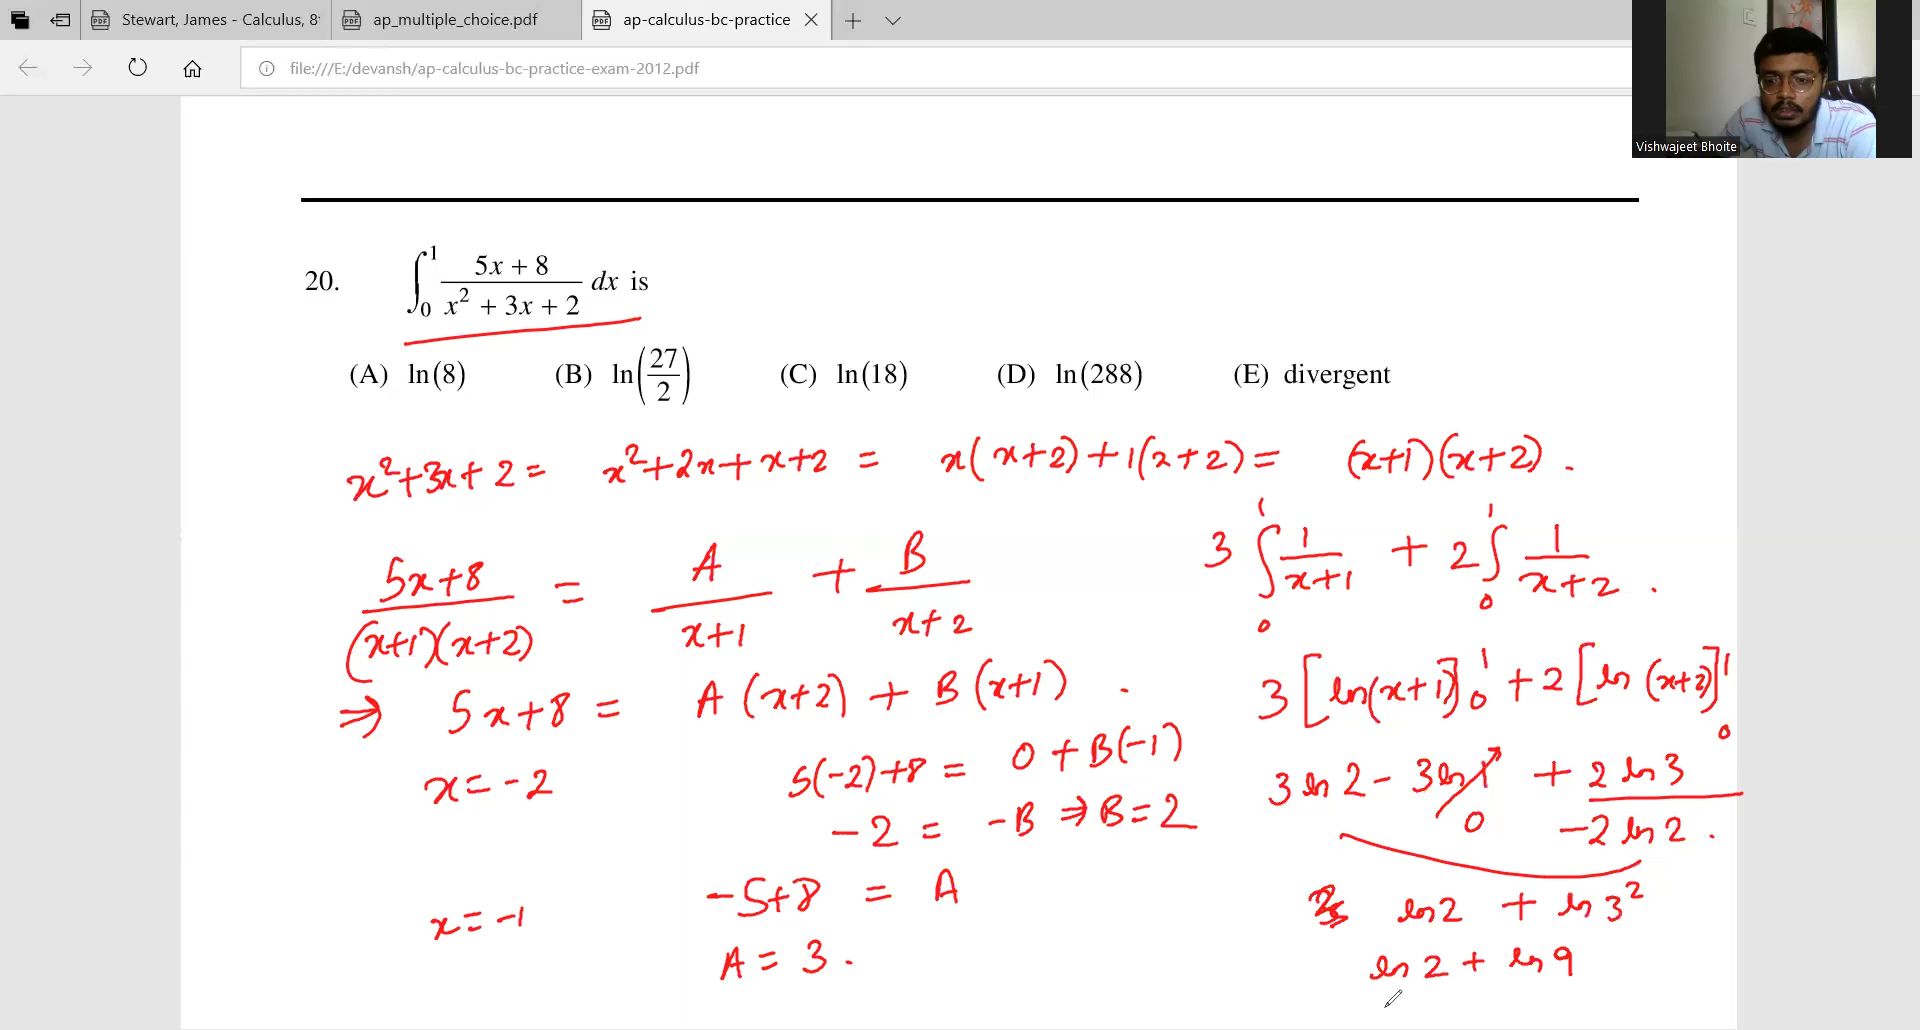 Stewart, James - Calculus, 8
ap_multiple_choice.pdf
ap-calculus-bc-practice
file:///E:/devansh/ap-calculus-bc-practice-exam-2012.pdf
Vishwajeet Bhoite
20. ∫₀¹ (5x + 8)/(x² + 3x + 2) dx is
(A) ln(8) (B) ln(27/2) (C) ln(18) (D) ln(288) (E) divergent
x²+3x+2 = x²+2x+x+2 = x(x+2)+1(x+2) = (x+1)(x+2).
(5x+8)/((x+1)(x+2)) = A/(x+1) + B/(x+2)
⇒ 5x+8 = A(x+2) + B(x+1).
x=-2 5(-2)+8 = 0+B(-1)
-2 = -B ⇒ B=2
x=-1 -5+8 = A
A = 3.
3 ∫₀¹ 1/(x+1) + 2 ∫₀¹ 1/(x+2).
3[ln(x+1)]₀¹ + 2[ln(x+2)]₀¹
3 ln 2 - 3 ln 1 + 2 ln 3
0 -2 ln 2.
ln 2 + ln 3²
ln 2 + ln 9